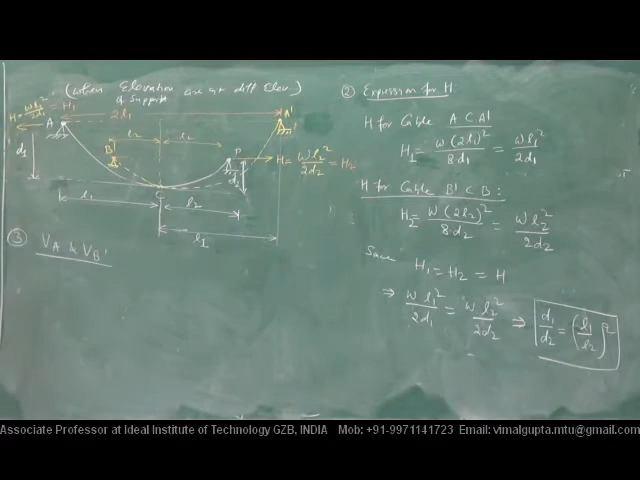 (when Elevation are at diff Elev)
of Supports
H = wl₁²/2d₁ = H₁
2l₁
A
A'
d₁
l₂
l₂
B'
B
H = wl₂²/2d₂ = H₂
d₂
C
l₁
l₂
l₁
③ V_A & V_B :
② Expression for H
H for Cable A C A'
H₁ = w(2l₁)²/8d₁ = wl₁²/2d₁
H for Cable B' C B :
H₂ = w(2l₂)²/8d₂ = wl₂²/2d₂
Since H₁ = H₂ = H
⇒ wl₁²/2d₁ = wl₂²/2d₂ ⇒ d₁/d₂ = (l₁/l₂)²
Associate Professor at Ideal Institute of Technology GZB, INDIA Mob: +91-9971141723 Email: vimalgupta.mtu@gmail.com